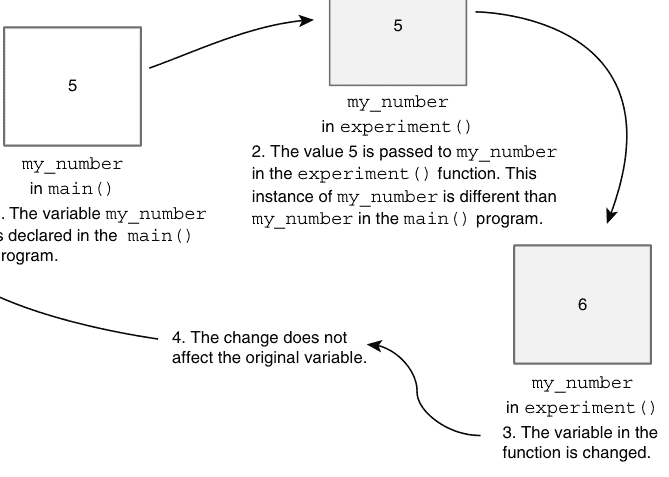 5
my_number
in main()
. The variable my_number
s declared in the main()
rogram.
5
my_number
in experiment()
2. The value 5 is passed to my_number
in the experiment() function. This
instance of my_number is different than
my_number in the main() program.
6
my_number
in experiment()
3. The variable in the
function is changed.
4. The change does not
affect the original variable.